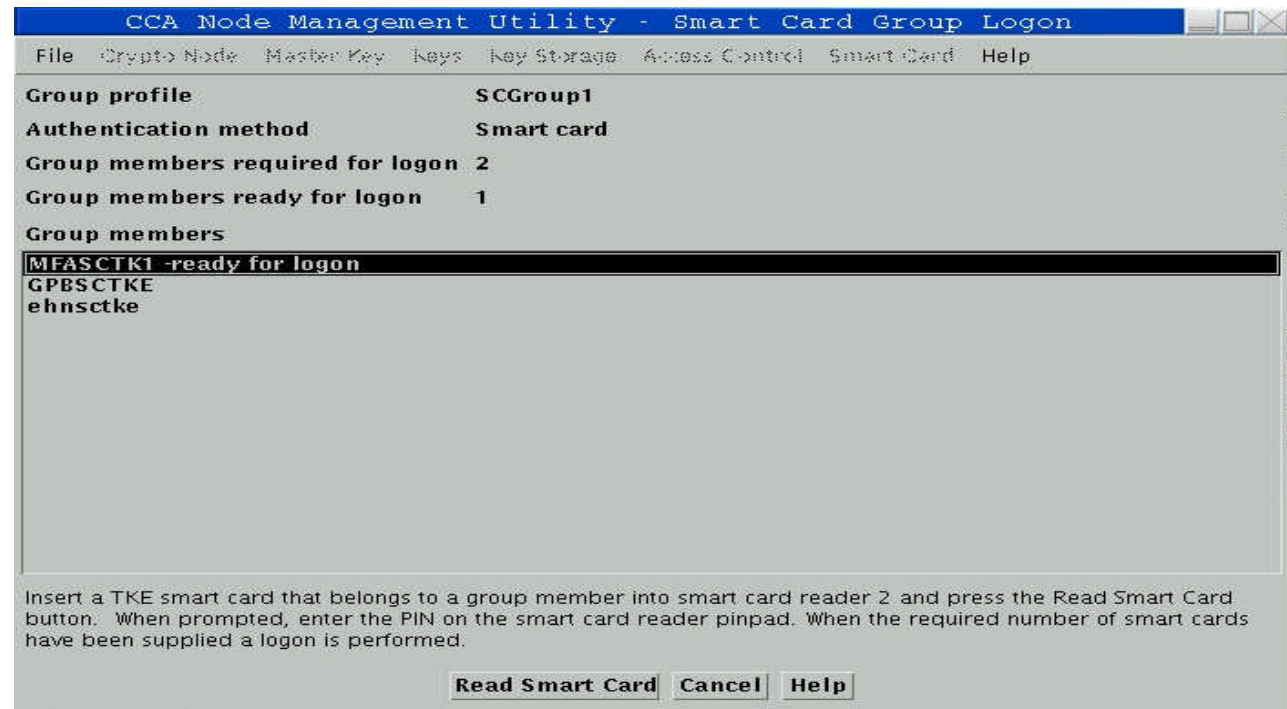 CCA Node Management Utility - Smart Card Group Logon
File Crypto Node Master Key Keys Key Storage Access Control Smart Card Help
Group profile SCGroup1
Authentication method Smart card
Group members required for logon 2
Group members ready for logon 1
Group members
MFASCTK1 -ready for logon
GPBSCTKE
ehnsctke
Insert a TKE smart card that belongs to a group member into smart card reader 2 and press the Read Smart Card
button. When prompted, enter the PIN on the smart card reader pinpad. When the required number of smart cards
have been supplied a logon is performed.
Read Smart Card Cancel Help